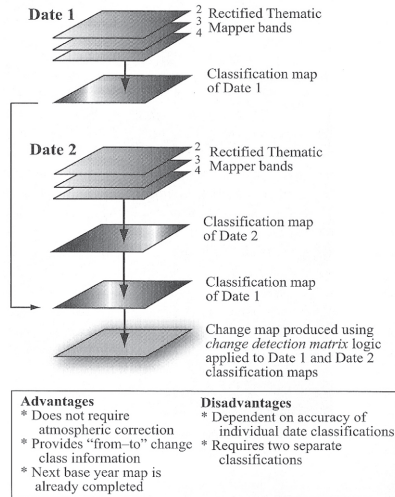 Date 1
2
3
4
Rectified Thematic
Mapper bands
Classification map
of Date 1
Date 2
2
3
4
Rectified Thematic
Mapper bands
Classification map
of Date 2
Classification map
of Date 1
Change map produced using
change detection matrix logic
applied to Date 1 and Date 2
classification maps
Advantages
* Does not require
atmospheric correction
* Provides “from–to” change
class information
* Next base year map is
already completed
Disadvantages
* Dependent on accuracy of
individual date classifications
* Requires two separate
classifications